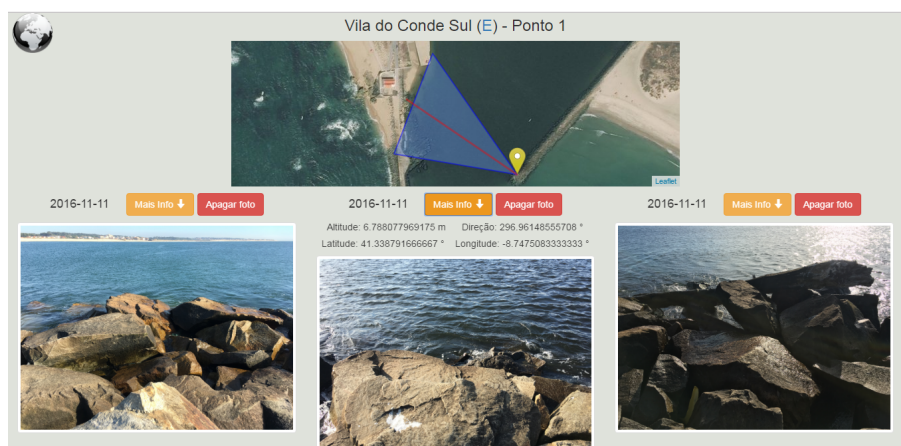 Vila do Conde Sul (E) - Ponto 1
Leaflet
2016-11-11 Mais Info Apagar foto
2016-11-11 Mais Info Apagar foto
2016-11-11 Mais Info Apagar foto
Altitude: 6.788077969175 m Direção: 296.96148555708 °
Latitude: 41.338791666667 ° Longitude: -8.7475083333333 °